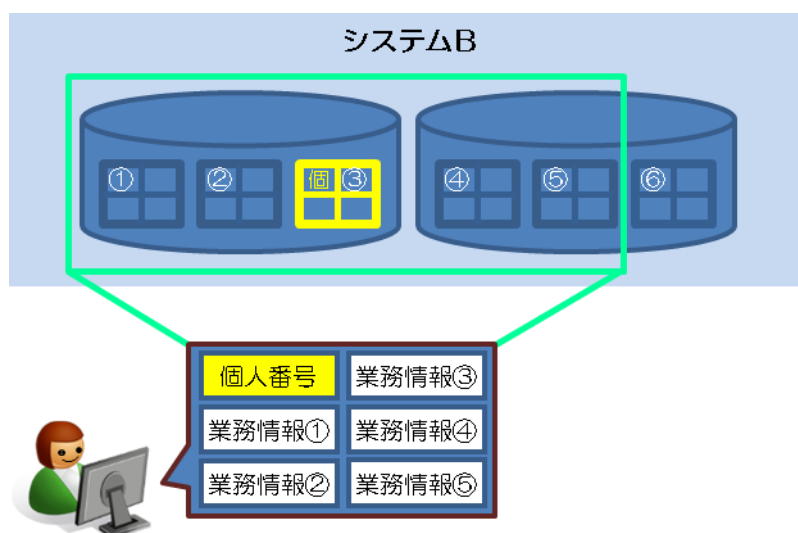 システムB
① ② 個 ③ ④ ⑤ ⑥
個人番号 業務情報③
業務情報① 業務情報④
業務情報② 業務情報⑤